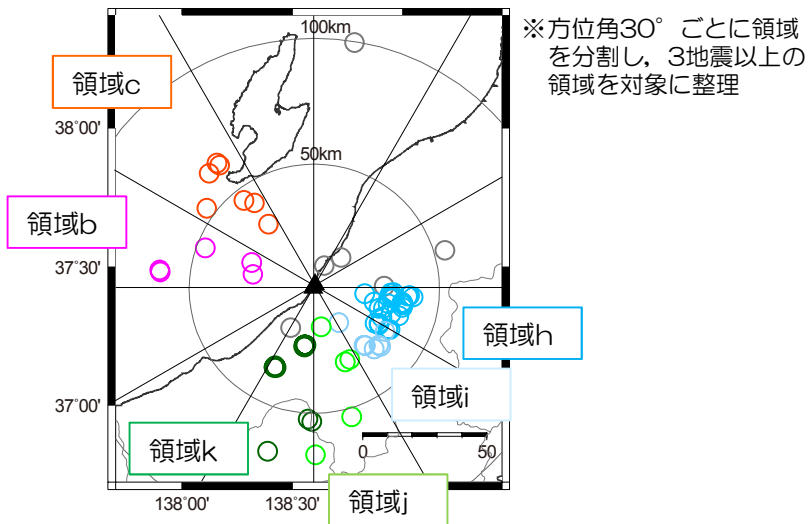 100km
※方位角30°ごとに領域
を分割し，3地震以上の
領域を対象に整理
領域c
38°00'
50km
領域b
37°30'
領域h
領域i
37°00'
領域k
0 50
138°00' 138°30'
領域j